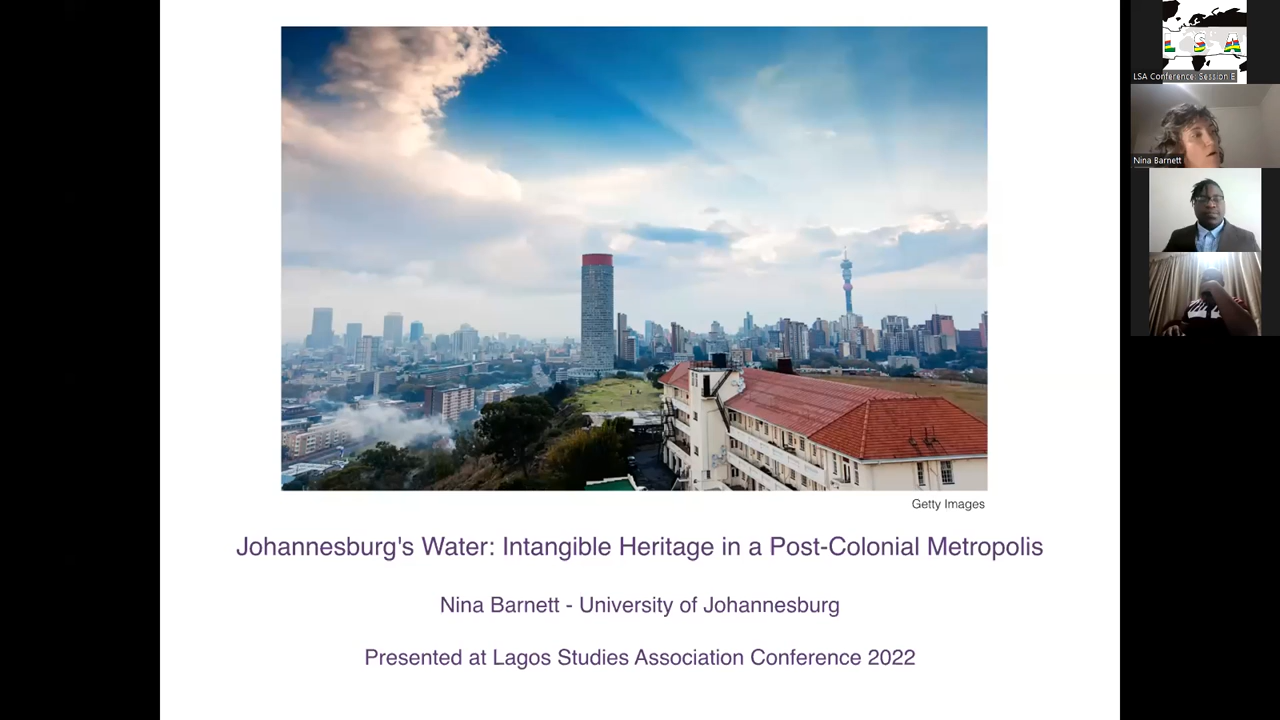 Getty Images
Johannesburg's Water: Intangible Heritage in a Post-Colonial Metropolis
Nina Barnett - University of Johannesburg
Presented at Lagos Studies Association Conference 2022
L S A
LSA Conference: Session E
Nina Barnett